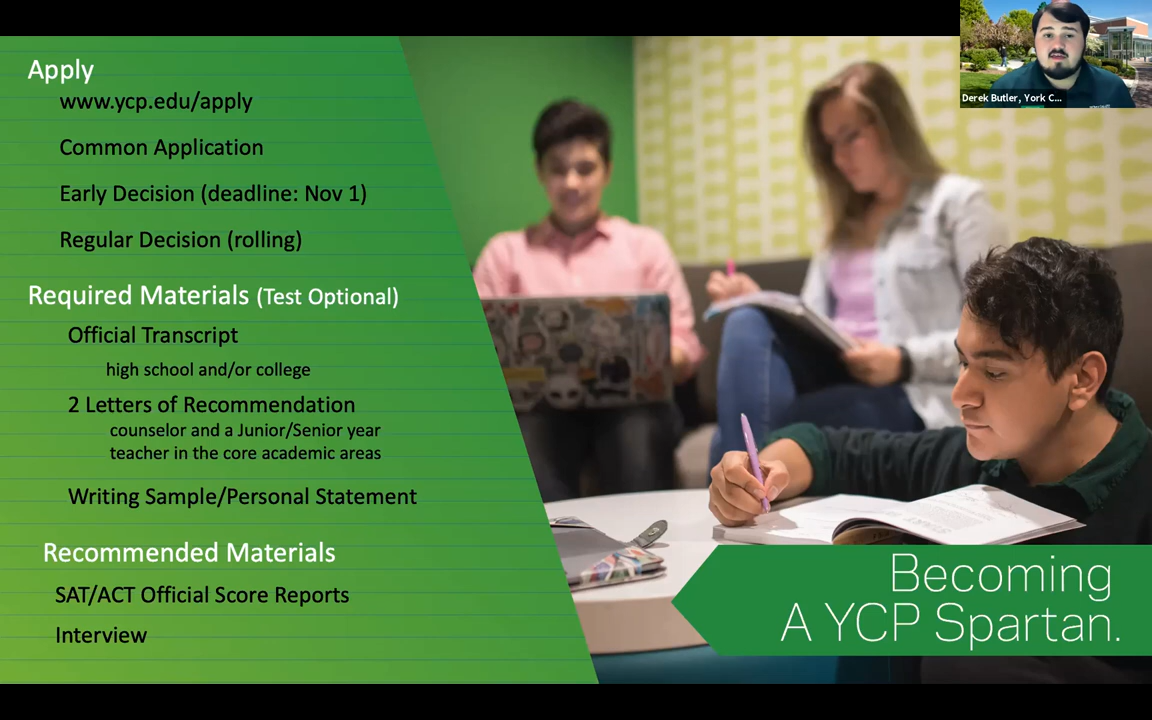 Apply
www.ycp.edu/apply
Common Application
Early Decision (deadline: Nov 1)
Regular Decision (rolling)
Required Materials (Test Optional)
Official Transcript
high school and/or college
2 Letters of Recommendation
counselor and a Junior/Senior year
teacher in the core academic areas
Writing Sample/Personal Statement
Recommended Materials
SAT/ACT Official Score Reports
Interview
Derek Butler, York C...
Becoming
A YCP Spartan.